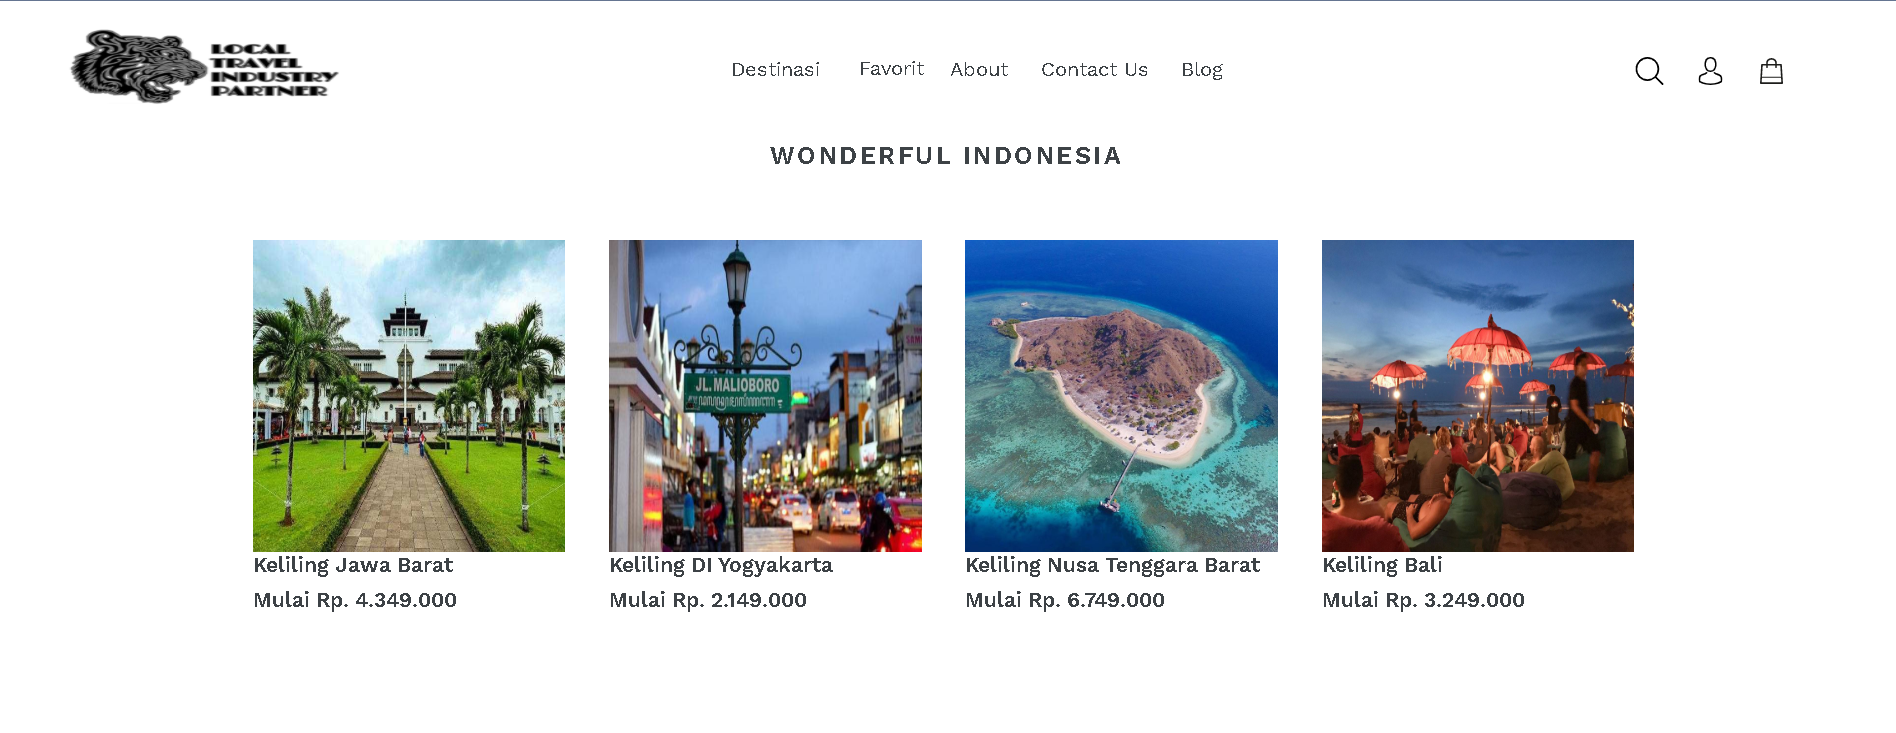 LOCAL
TRAVEL
INDUSTRY
PARTNER
Destinasi Favorit About Contact Us Blog
WONDERFUL INDONESIA
JL. MALIOBORO
Keliling Jawa Barat
Mulai Rp. 4.349.000
Keliling DI Yogyakarta
Mulai Rp. 2.149.000
Keliling Nusa Tenggara Barat
Mulai Rp. 6.749.000
Keliling Bali
Mulai Rp. 3.249.000